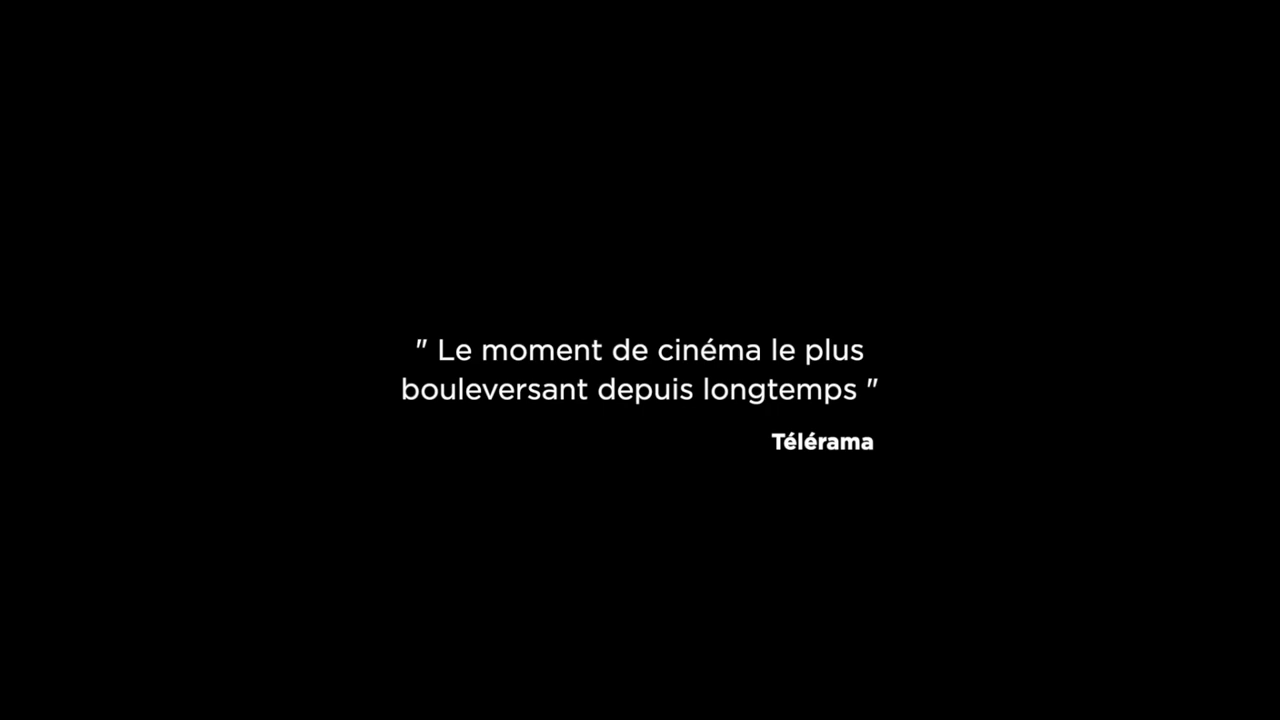 " Le moment de cinéma le plus
bouleversant depuis longtemps "
Télérama